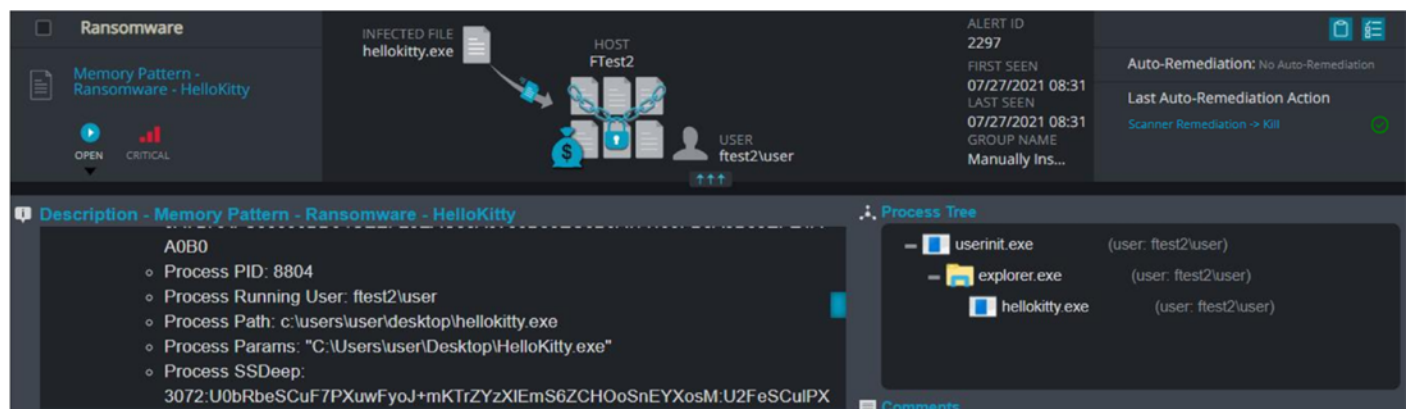 Ransomware
Memory Pattern -
Ransomware - HelloKitty
OPEN
CRITICAL
INFECTED FILE
hellokitty.exe
HOST
FTest2
$
USER
ftest2\user
ALERT ID
2297
FIRST SEEN
07/27/2021 08:31
LAST SEEN
07/27/2021 08:31
GROUP NAME
Manually Ins...
Auto-Remediation: No Auto-Remediation
Last Auto-Remediation Action
Scanner Remediation -> Kill
Description - Memory Pattern - Ransomware - HelloKitty
A0B0
Process PID: 8804
Process Running User: ftest2\user
Process Path: c:\users\user\desktop\hellokitty.exe
Process Params: "C:\Users\user\Desktop\HelloKitty.exe"
Process SSDeep:
3072:U0bRbeSCuF7PXuwFyoJ+mKTrZYzXlEmS6ZCHOoSnEYXosM:U2FeSCulPX
Process Tree
userinit.exe (user: ftest2\user)
explorer.exe (user: ftest2\user)
hellokitty.exe (user: ftest2\user)
Comments